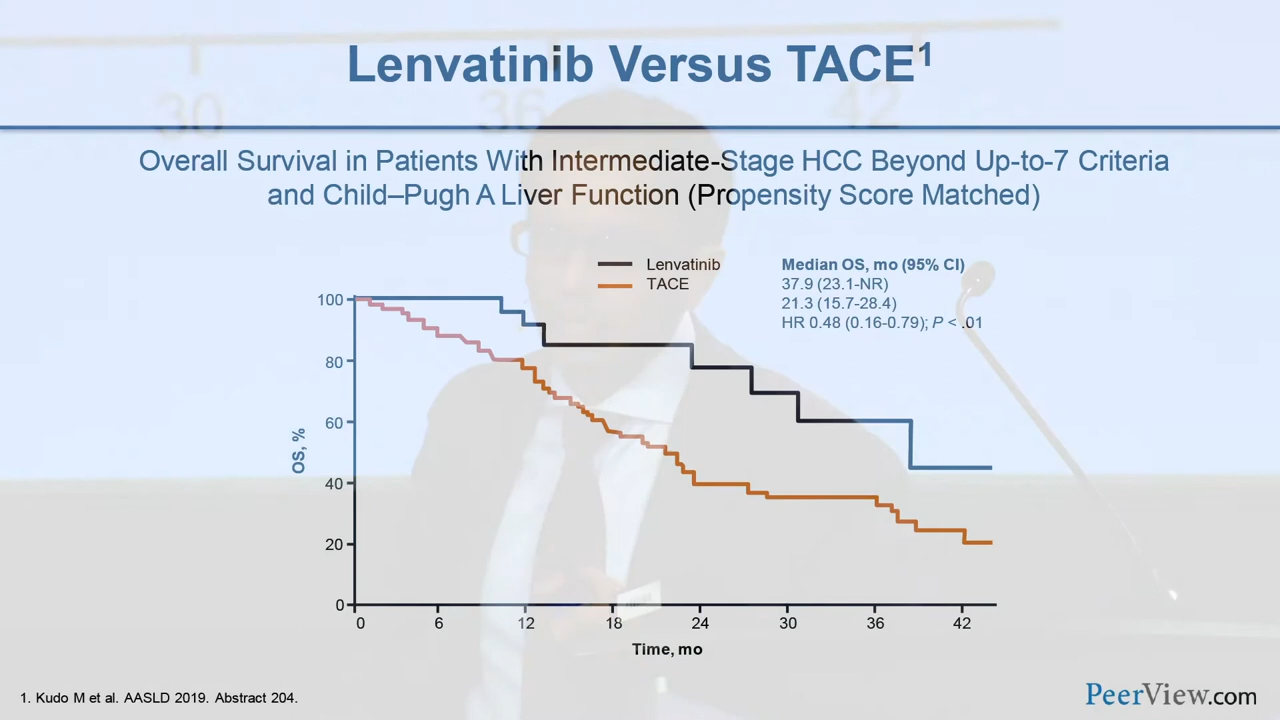 Lenvatinib Versus TACE1
30
36
42
Overall Survival in Patients With Intermediate-Stage HCC Beyond Up-to-7 Criteria
and Child–Pugh A Liver Function (Propensity Score Matched)
Lenvatinib
TACE
Median OS, mo (95% CI)
37.9 (23.1-NR)
21.3 (15.7-28.4)
HR 0.48 (0.16-0.79); P < .01
OS, %
100
80
60
40
20
0
0 6 12 18 24 30 36 42
Time, mo
1. Kudo M et al. AASLD 2019. Abstract 204.
PeerView.com